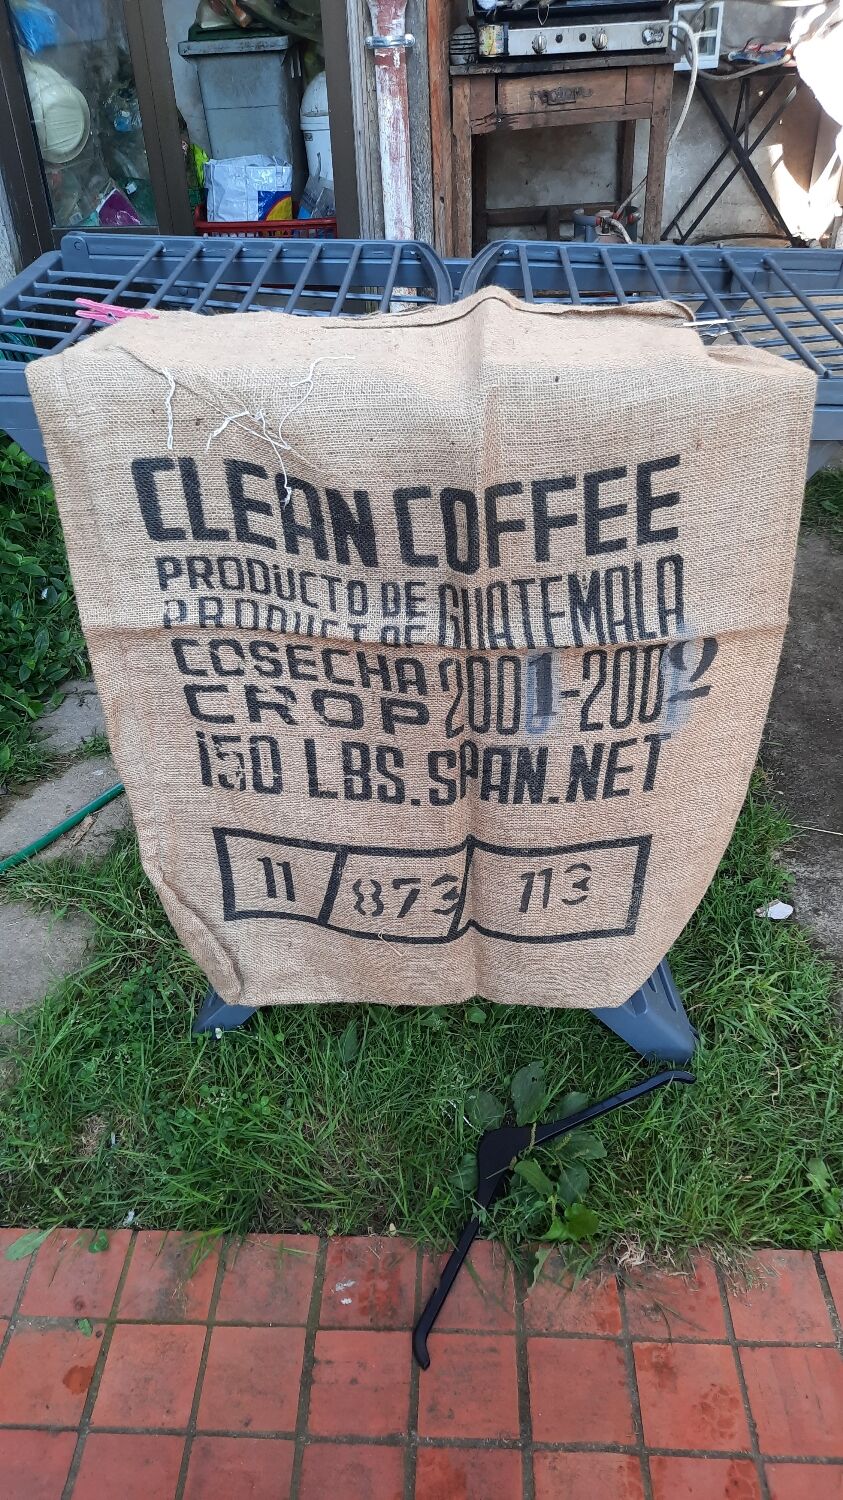 CLEAN COFFEE
PRODUCTO DE GUATEMALA
PRODUCT OF
COSECHA 2001-2002
CROP
150 LBS. SPAN. NET
11 873 113